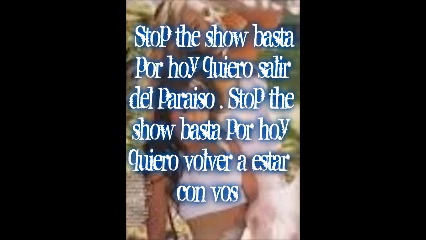 Stop the show basta
Por hoy quiero salir
del Paraiso . Stop the
show basta Por hoy
quiero volver a estar
con vos